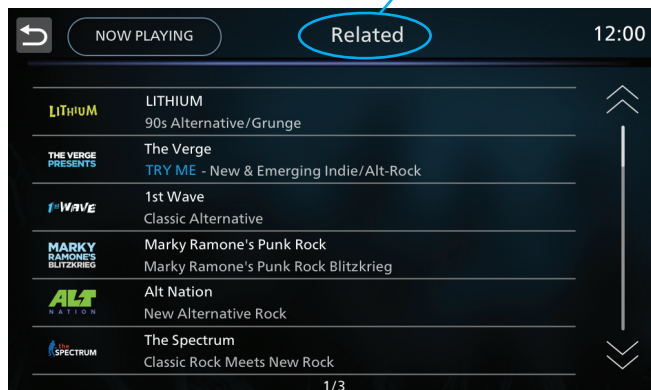 NOW PLAYING
Related
12:00
LITHIUM
LITHIUM
90s Alternative/Grunge
THE VERGE
PRESENTS
The Verge
TRY ME - New & Emerging Indie/Alt-Rock
1st WAVE
1st Wave
Classic Alternative
MARKY
RAMONE'S
BLITZKRIEG
Marky Ramone's Punk Rock
Marky Ramone's Punk Rock Blitzkrieg
ALT
NATION
Alt Nation
New Alternative Rock
the
SPECTRUM
The Spectrum
Classic Rock Meets New Rock
1/3